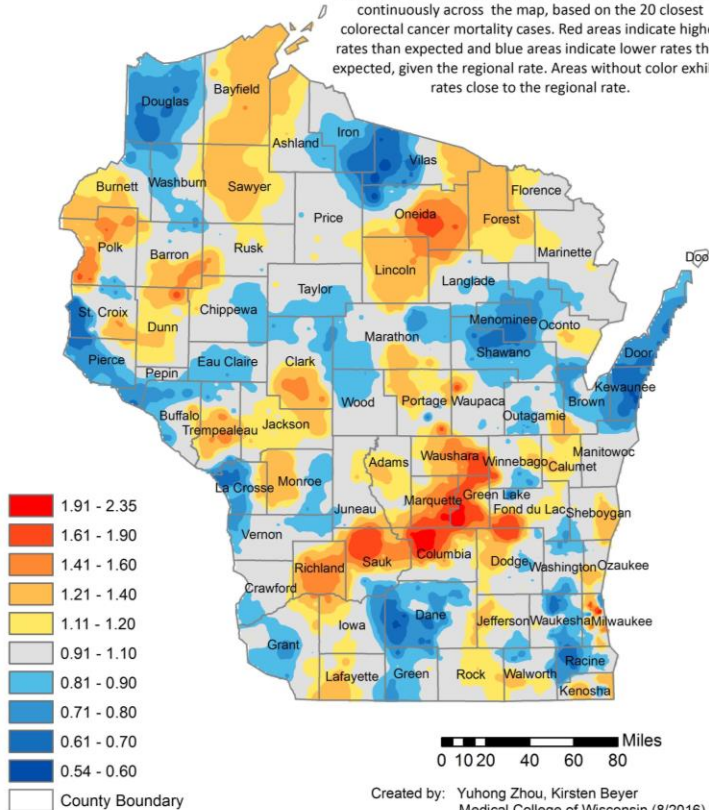 continuously across the map, based on the 20 closest
colorectal cancer mortality cases. Red areas indicate
rates than expected and blue areas indicate lower rates
expected, given the regional rate. Areas without color
rates close to the regional rate.
Douglas
Bayfield
Ashland
Iron
Vilas
Burnett
Washburn
Sawyer
Price
Oneida
Forest
Florence
Polk
Barron
Rusk
Lincoln
Marinette
Taylor
Langlade
St. Croix
Dunn
Chippewa
Marathon
Menominee
Oconto
Door
Pierce
Pepin
Eau Claire
Clark
Shawano
Wood
Portage
Waupaca
Outagamie
Brown
Kewaunee
Buffalo
Trempealeau
Jackson
Waushara
Winnebago
Calumet
Manitowoc
La Crosse
Monroe
Adams
Juneau
Marquette
Green Lake
Fond du Lac
Sheboygan
Vernon
Sauk
Columbia
Dodge
Washington
Ozaukee
Richland
Crawford
Iowa
Dane
Jefferson
Waukesha
Milwaukee
Grant
Lafayette
Green
Rock
Walworth
Racine
Kenosha
1.91 - 2.35
1.61 - 1.90
1.41 - 1.60
1.21 - 1.40
1.11 - 1.20
0.91 - 1.10
0.81 - 0.90
0.71 - 0.80
0.61 - 0.70
0.54 - 0.60
County Boundary
Miles
0 10 20 40 60 80
Created by: Yuhong Zhou, Kirsten Beyer
Medical College of Wisconsin (8/2016)